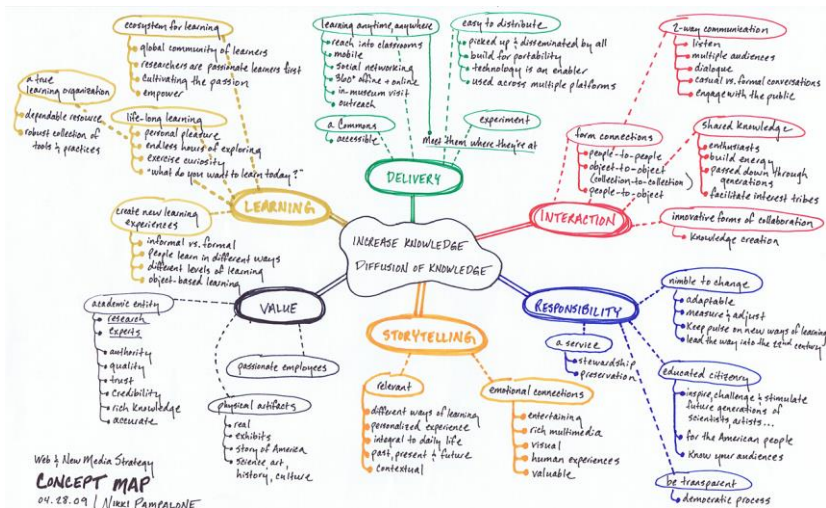 INCREASE KNOWLEDGE
DIFFUSION OF KNOWLEDGE
LEARNING
ecosystem for learning
global community of learners
researchers are passionate learners first
cultivating the passion
empower
a true
learning organization
dependable resource
robust collection of
tools & practices
life-long learning
personal pleasure
endless hours of exploring
exercise curiosity
"what do you want to learn today?"
create new learning
experiences
informal vs. formal
people learn in different ways
different levels of learning
object-based learning
DELIVERY
learning anytime, anywhere
reach into classrooms
mobile
social networking
360° offline + online
in museum visit
outreach
a Commons
accessible
Meet them where they're at
easy to distribute
picked up & disseminated by all
build for portability
technology is an enabler
used across multiple platforms
experiment
INTERACTION
2-way communication
listen
multiple audiences
dialogue
casual vs. formal conversations
engage with the public
form connections
people-to-people
object-to-object
(collection-to-collection)
people-to-object
shared knowledge
enthusiasts
build energy
passed down through
generations
facilitate interest tribes
innovative forms of collaboration
knowledge creation
VALUE
academic entity
research
experts
authority
quality
trust
credibility
rich knowledge
accurate
passionate employees
physical artifacts
real
exhibits
story of America
science, art,
history, culture
STORYTELLING
relevant
different ways of learning
personalized experience
integral to daily life
past, present & future
contextual
emotional connections
entertaining
rich multimedia
visual
human experiences
valuable
RESPONSIBILITY
a service
stewardship
preservation
nimble to change
adaptable
measure & adjust
keep pulse on new ways of learning
lead the way into the 22nd century
educated citizenry
inspire, challenge & stimulate
future generations of
scientists, artists...
for the American people
know your audiences
be transparent
democratic process
Web & New Media Strategy
CONCEPT MAP
04.28.09 | NIKKI PAMPALONE